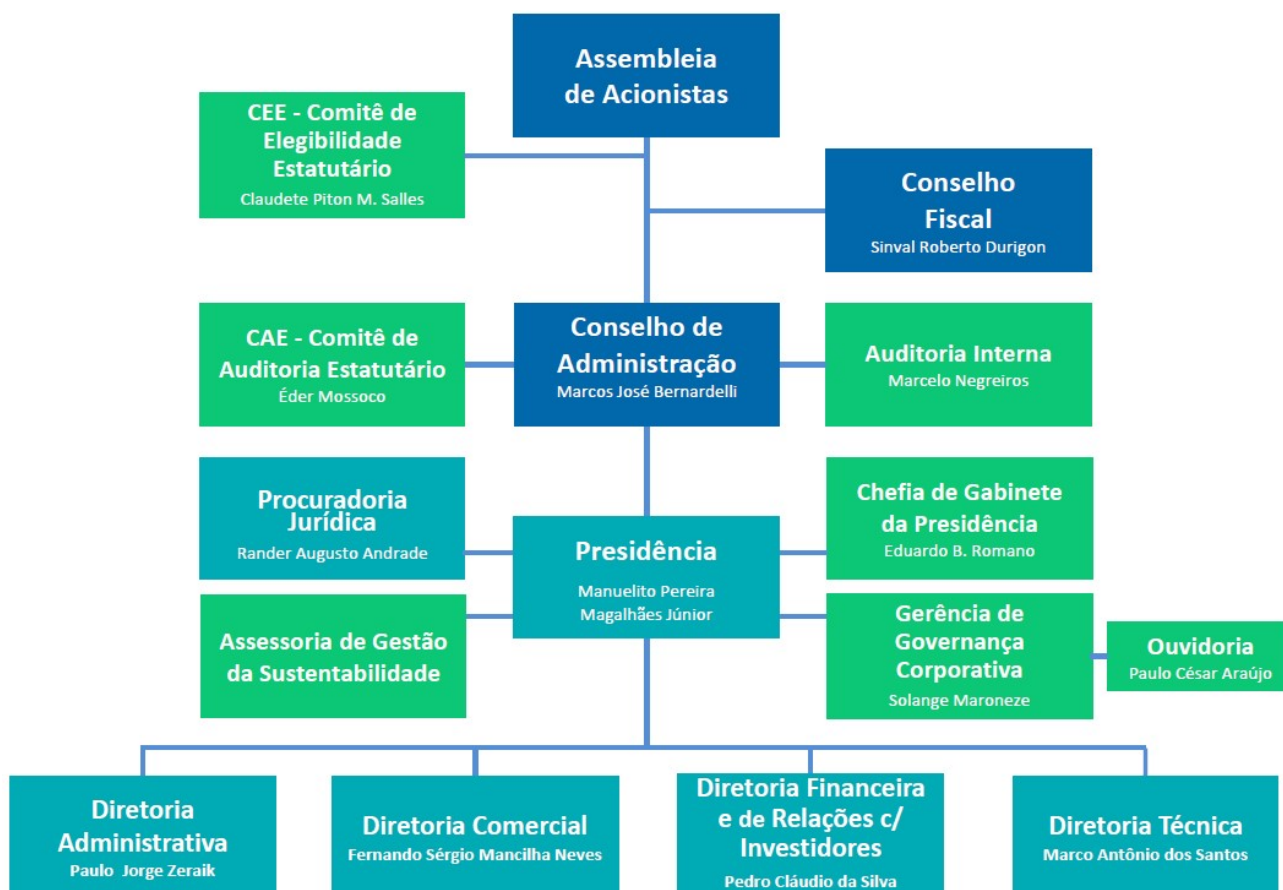 Assembleia
de Acionistas
CEE - Comitê de
Elegibilidade
Estatutário
Claudete Piton M. Salles
Conselho
Fiscal
Sinval Roberto Durigon
CAE - Comitê de
Auditoria Estatutário
Éder Mossoco
Conselho de
Administração
Marcos José Bernardelli
Auditoria Interna
Marcelo Negreiros
Procuradoria
Jurídica
Rander Augusto Andrade
Presidência
Manuelito Pereira
Magalhães Júnior
Chefia de Gabinete
da Presidência
Eduardo B. Romano
Assessoria de Gestão
da Sustentabilidade
Gerência de
Governança
Corporativa
Solange Maroneze
Ouvidoria
Paulo César Araújo
Diretoria
Administrativa
Paulo Jorge Zeraik
Diretoria Comercial
Fernando Sérgio Mancilha Neves
Diretoria Financeira
e de Relações c/
Investidores
Pedro Cláudio da Silva
Diretoria Técnica
Marco Antônio dos Santos